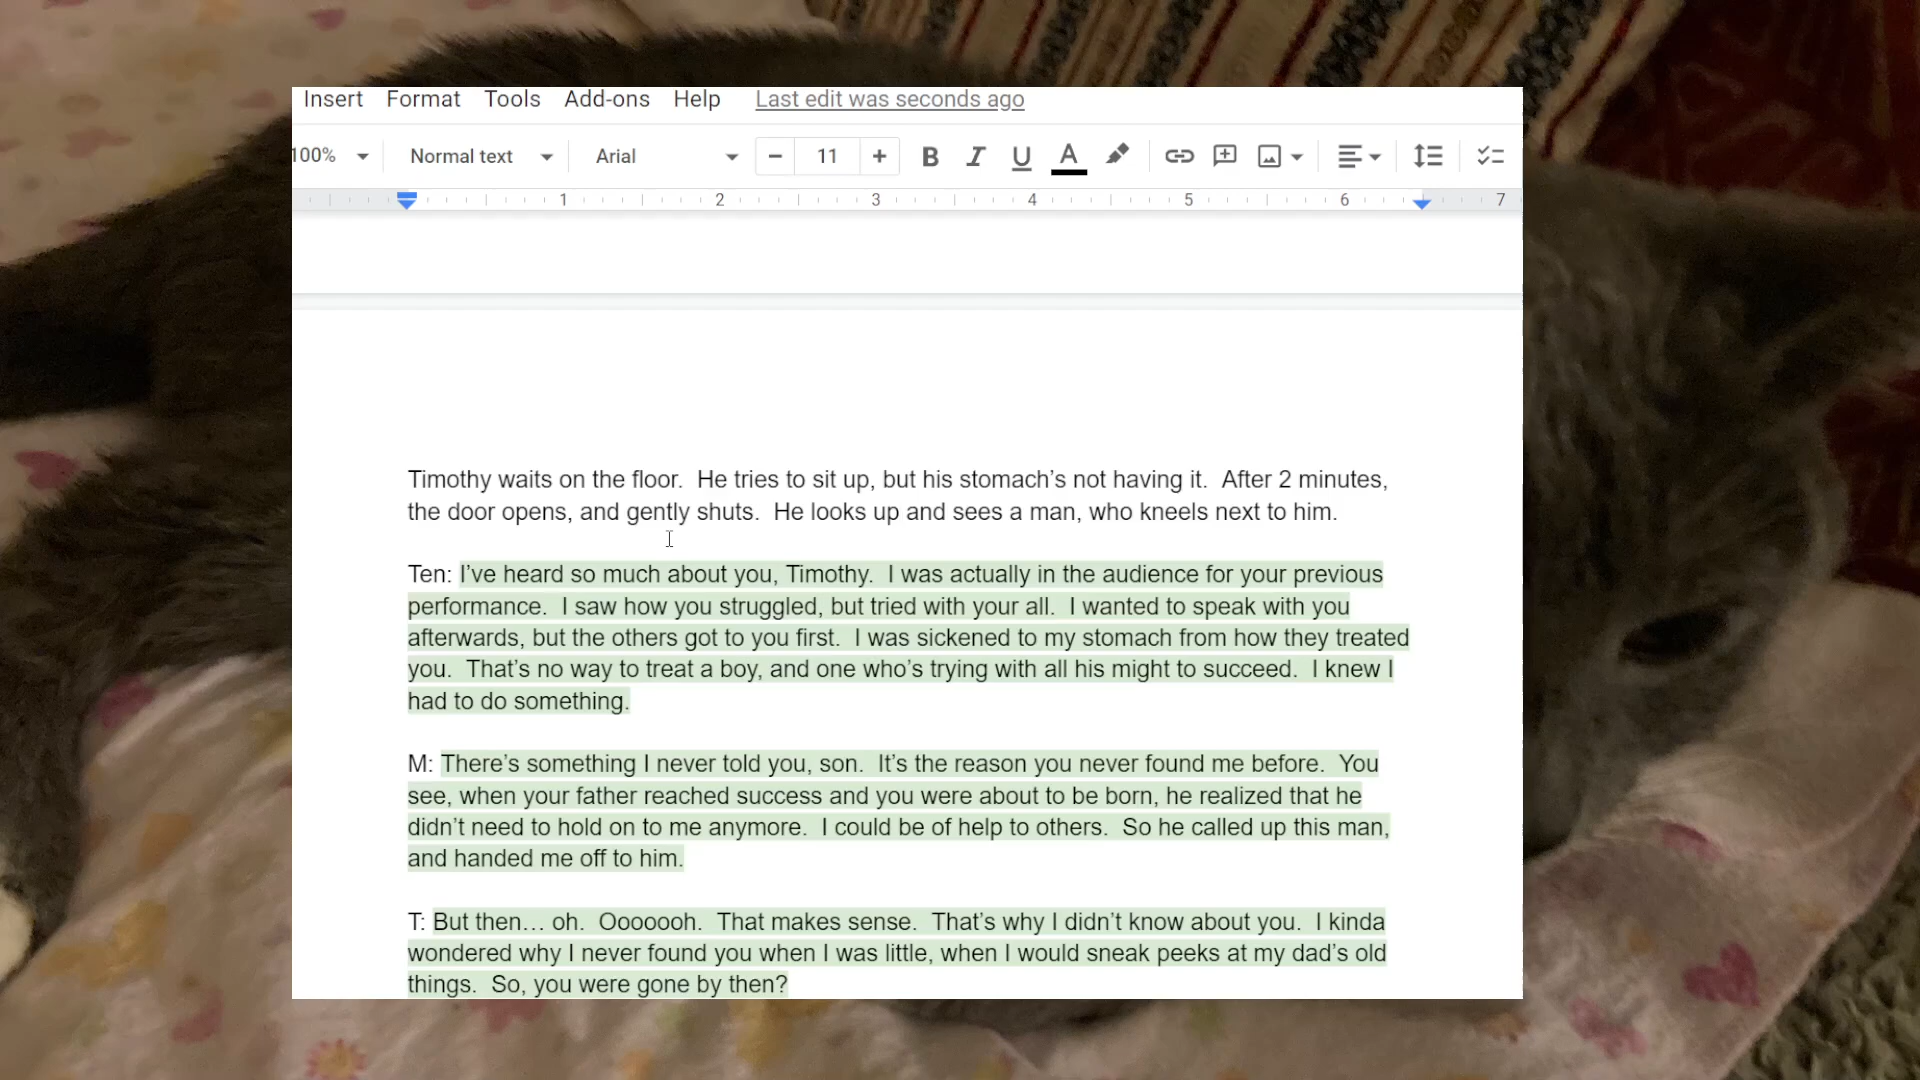 Insert Format Tools Add-ons Help Last edit was seconds ago
100% Normal text Arial − 11 + B I U A
1 2 3 4 5 6 7
Timothy waits on the floor.  He tries to sit up, but his stomach’s not having it.  After 2 minutes,
the door opens, and gently shuts.  He looks up and sees a man, who kneels next to him.
Ten: I’ve heard so much about you, Timothy.  I was actually in the audience for your previous
performance.  I saw how you struggled, but tried with your all.  I wanted to speak with you
afterwards, but the others got to you first.  I was sickened to my stomach from how they treated
you.  That’s no way to treat a boy, and one who’s trying with all his might to succeed.  I knew I
had to do something.
M: There’s something I never told you, son.  It’s the reason you never found me before.  You
see, when your father reached success and you were about to be born, he realized that he
didn’t need to hold on to me anymore.  I could be of help to others.  So he called up this man,
and handed me off to him.
T: But then… oh.  Ooooooh.  That makes sense.  That’s why I didn’t know about you.  I kinda
wondered why I never found you when I was little, when I would sneak peeks at my dad’s old
things.  So, you were gone by then?